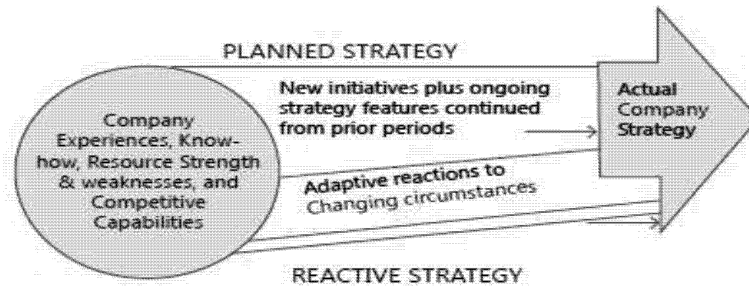 PLANNED STRATEGY
New initiatives plus ongoing
strategy features continued
from prior periods
Actual
Company
Strategy
Company
Experiences, Know-
how, Resource Strength
& weaknesses, and
Competitive
Capabilities
Adaptive reactions to
Changing circumstances
REACTIVE STRATEGY